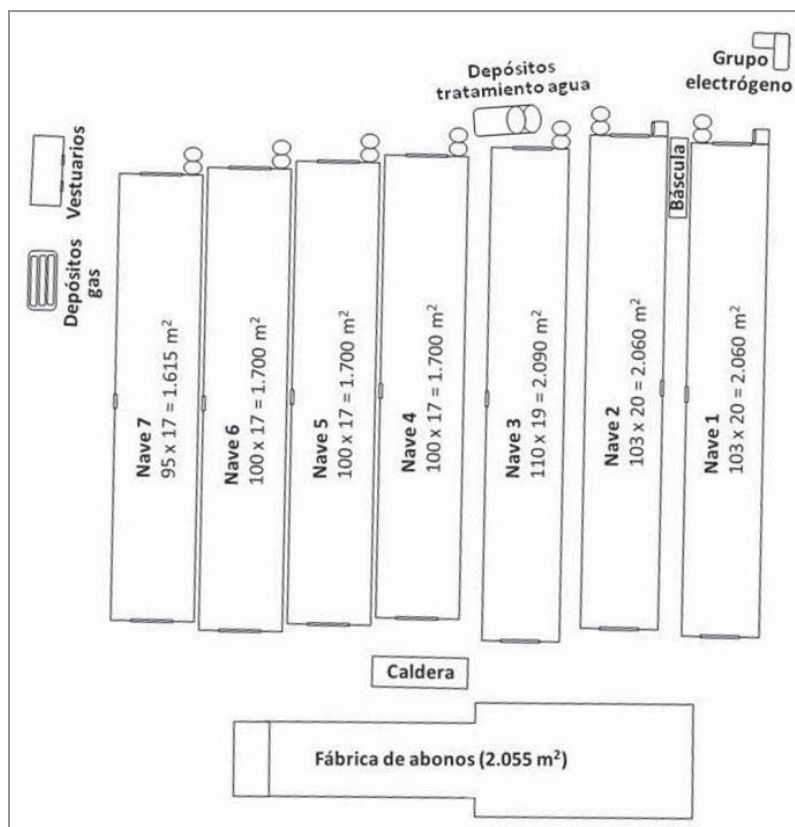 Grupo
electrógeno
Depósitos
tratamiento agua
Vestuarios
Depósitos
gas
Nave 7
95 x 17 = 1.615 m²
Nave 6
100 x 17 = 1.700 m²
Nave 5
100 x 17 = 1.700 m²
Nave 4
100 x 17 = 1.700 m²
Nave 3
110 x 19 = 2.090 m²
Nave 2
103 x 20 = 2.060 m²
Báscula
Nave 1
103 x 20 = 2.060 m²
Caldera
Fábrica de abonos (2.055 m²)